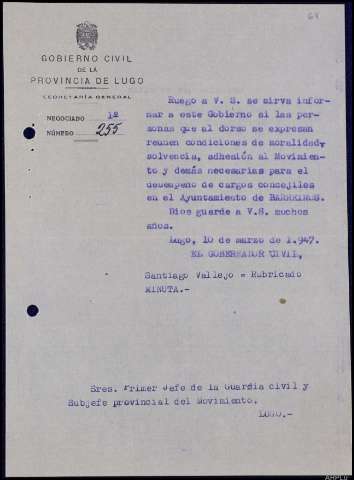 64
GOBIERNO CIVIL
DE LA
PROVINCIA DE LUGO
SECRETARÍA GENERAL
NEGOCIADO 1º
NÚMERO 255
Ruego a V. S. se sirva infor-
mar a este Gobierno si las per-
sonas que al dorso se expresan
reunen condiciones de moralidad,
solvencia, adhesión al Movimien-
to y demás necesarias para el
desempeño de cargos concejiles
en el Ayuntamiento de BARREIROS.
Dios guarde a V.S. muchos
años.
Lugo, 10 de marzo de 1.947.
EL GOBERNADOR CIVIL,
Santiago Vallejo = Rubricado
MINUTA.-
Sres. Primer Jefe de la Guardia civil y
Subjefe provincial del Movimiento.
LUGO.-
AHPLU